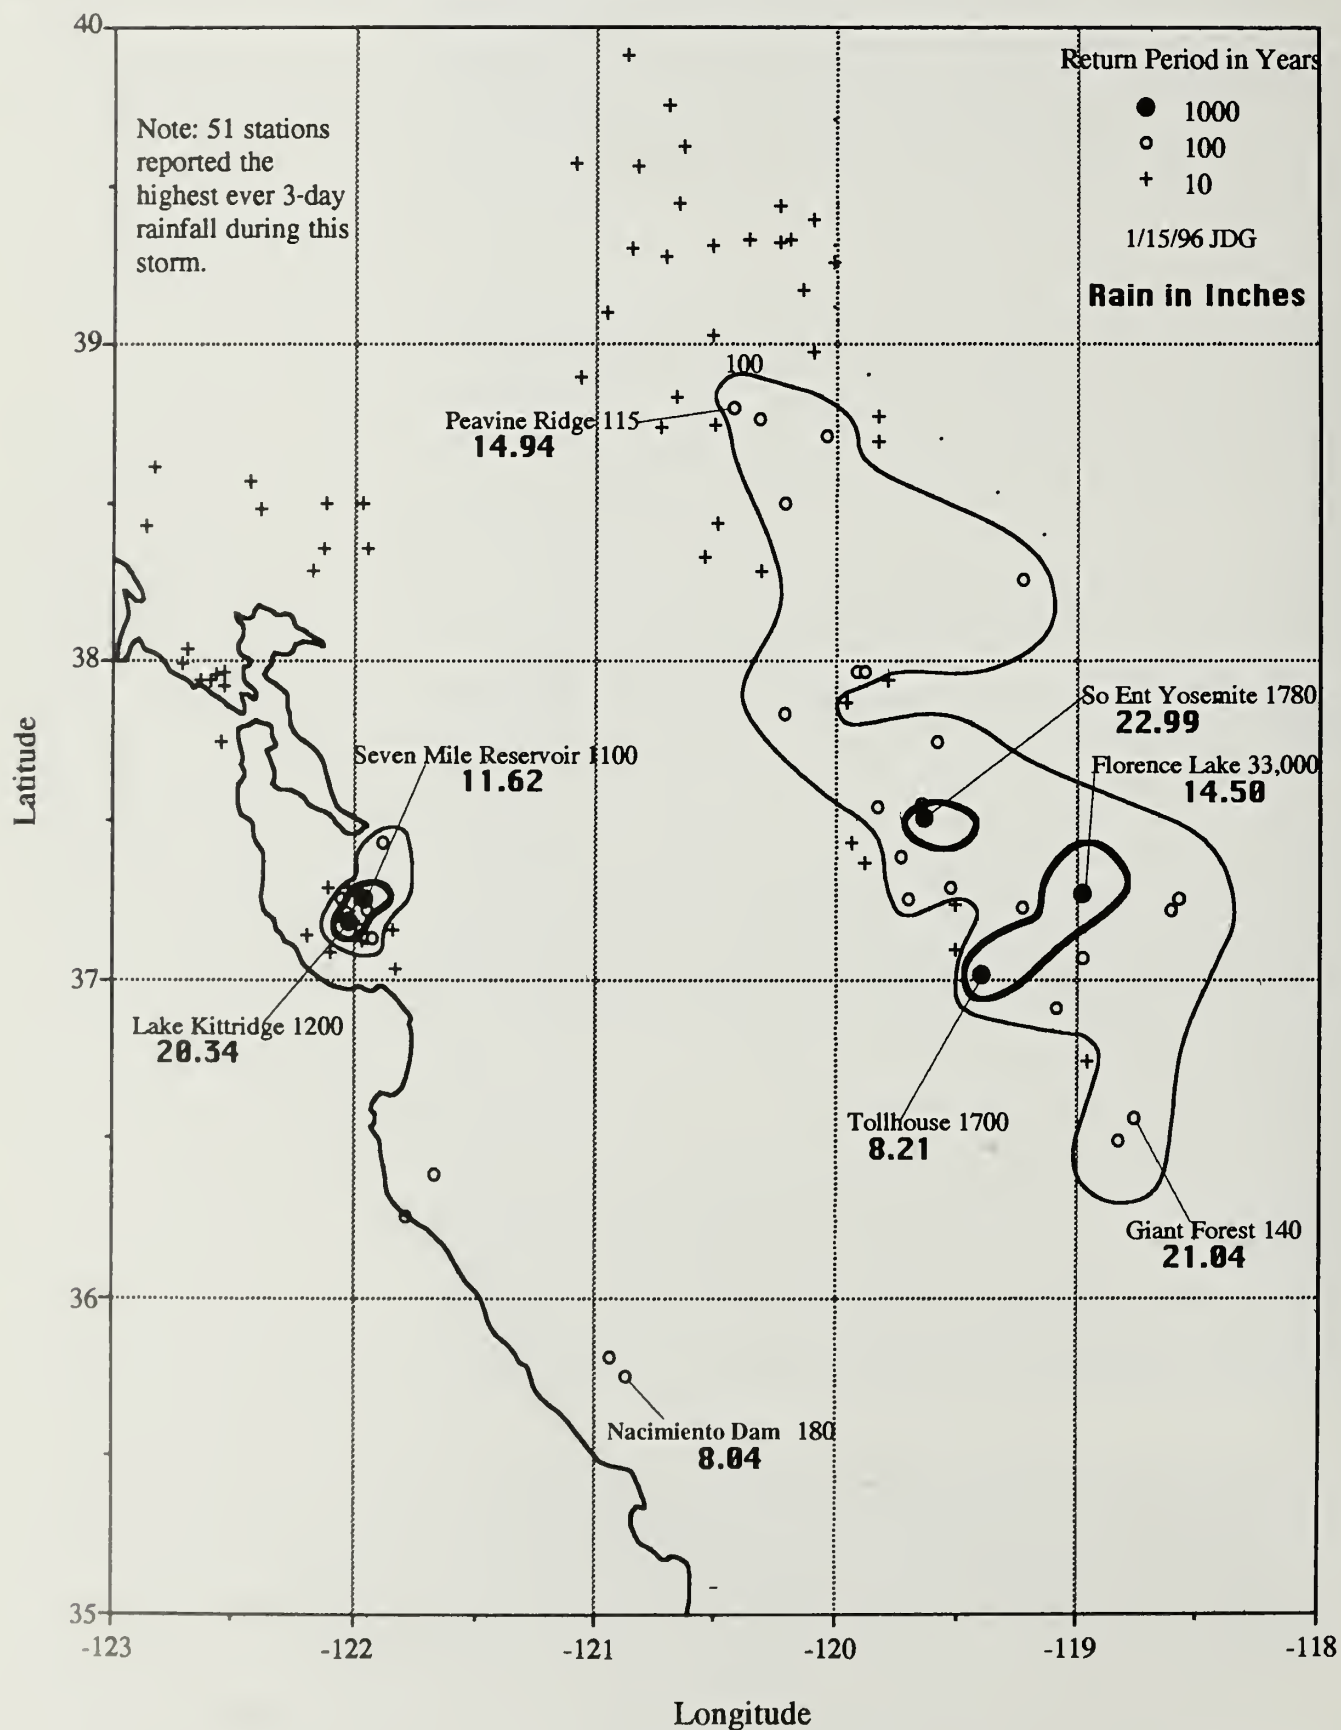 40
Return Period in Years
1000
100
10
1/15/96 JDG
Rain in Inches
Note: 51 stations
reported the
highest ever 3-day
rainfall during this
storm.
39
100
Peavine Ridge 115
14.94
38
So Ent Yosemite 1780
22.99
Seven Mile Reservoir 1100
11.62
Florence Lake 33,000
14.50
Latitude
37
Lake Kittridge 1200
20.34
Tollhouse 1700
8.21
Giant Forest 140
21.04
36
Nacimiento Dam 180
8.04
35
-123
-122
-121
-120
-119
-118
Longitude